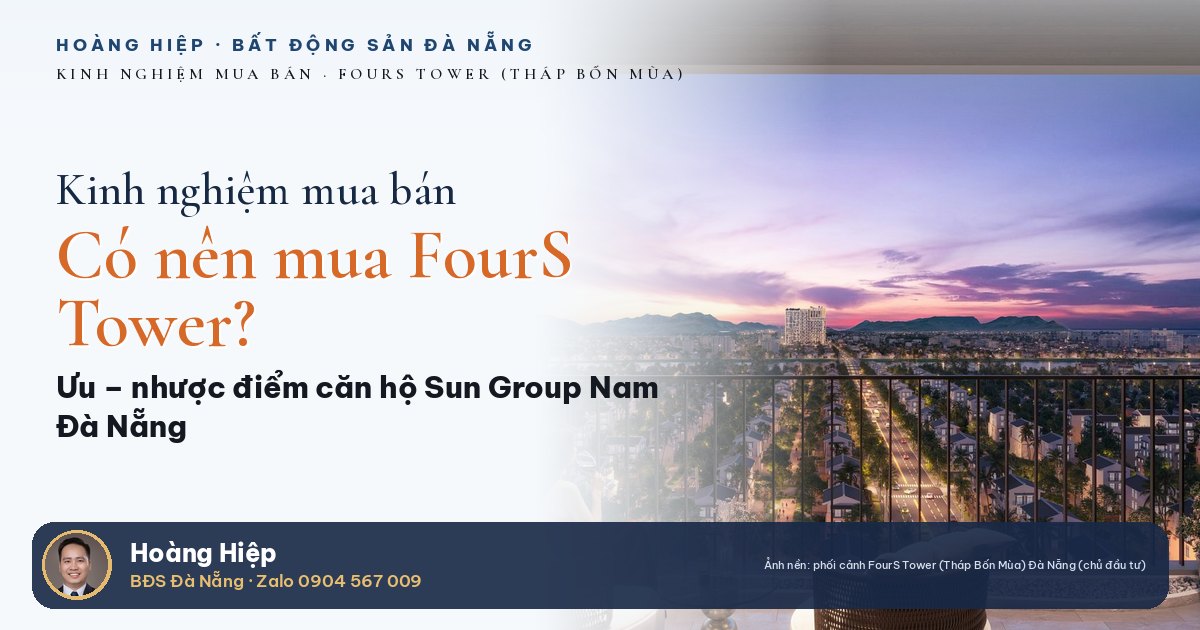 HOÀNG HIỆP · BẤT ĐỘNG SẢN ĐÀ NẴNG
KINH NGHIỆM MUA BÁN · FOURS TOWER (THÁP BỐN MÙA)
Kinh nghiệm mua bán
Có nên mua FourS
Tower?
Ưu – nhược điểm căn hộ Sun Group Nam
Đà Nẵng
Hoàng Hiệp
BĐS Đà Nẵng · Zalo 0904 567 009
Ảnh nền: phối cảnh FourS Tower (Tháp Bốn Mùa) Đà Nẵng (chủ đầu tư)